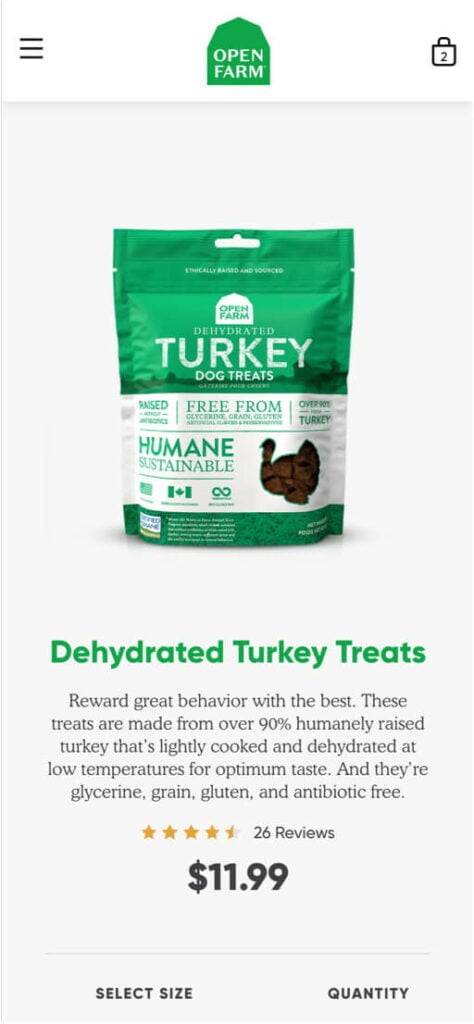 OPEN
FARM
2
ETHICALLY RAISED AND SOURCED
OPEN
FARM
DEHYDRATED
TURKEY
DOG TREATS
GÂTERIES POUR CHIENS
RAISED
WITHOUT
ANTIBIOTICS
FREE FROM
GLYCERINE, GRAIN, GLUTEN
ARTIFICIAL FLAVORS & PRESERVATIVES
OVER 90%
TURKEY
HUMANE
SUSTAINABLE
Dehydrated Turkey Treats
Reward great behavior with the best. These
treats are made from over 90% humanely raised
turkey that's lightly cooked and dehydrated at
low temperatures for optimum taste. And they're
glycerine, grain, gluten, and antibiotic free.
26 Reviews
$11.99
SELECT SIZE
QUANTITY